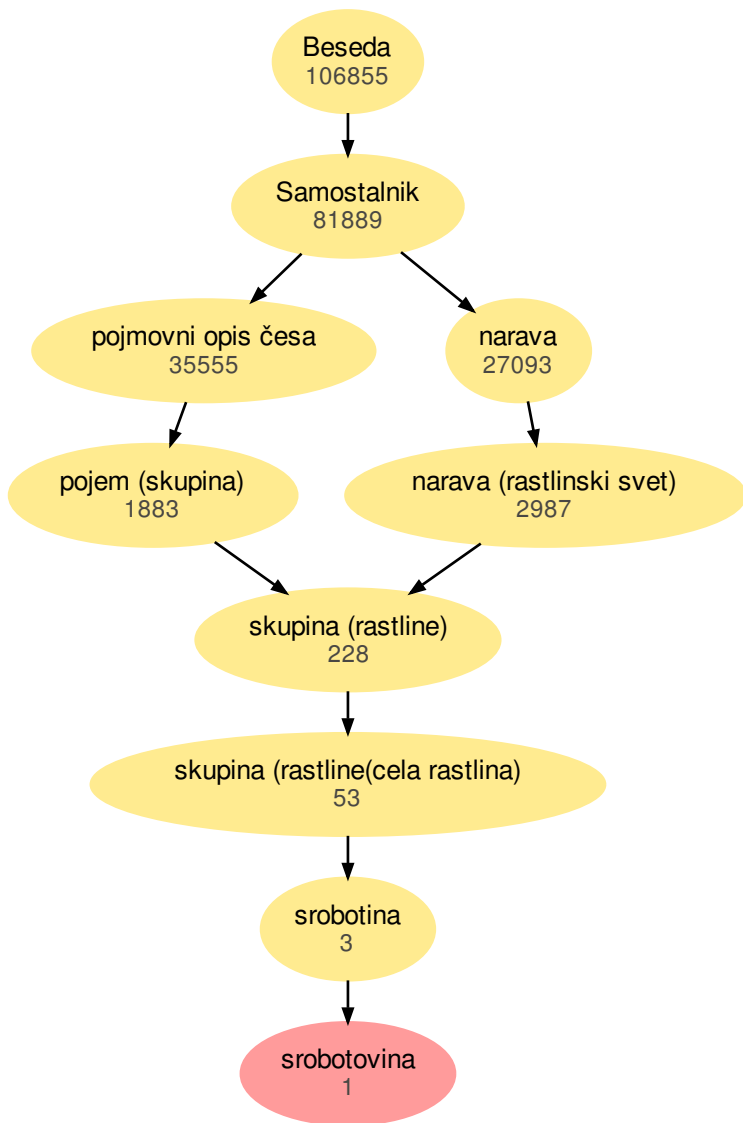 Beseda
106855
Samostalnik
81889
pojmovni opis česa
35555
narava
27093
pojem (skupina)
1883
narava (rastlinski svet)
2987
skupina (rastline)
228
skupina (rastline(cela rastlina)
53
srobotina
3
srobotovina
1